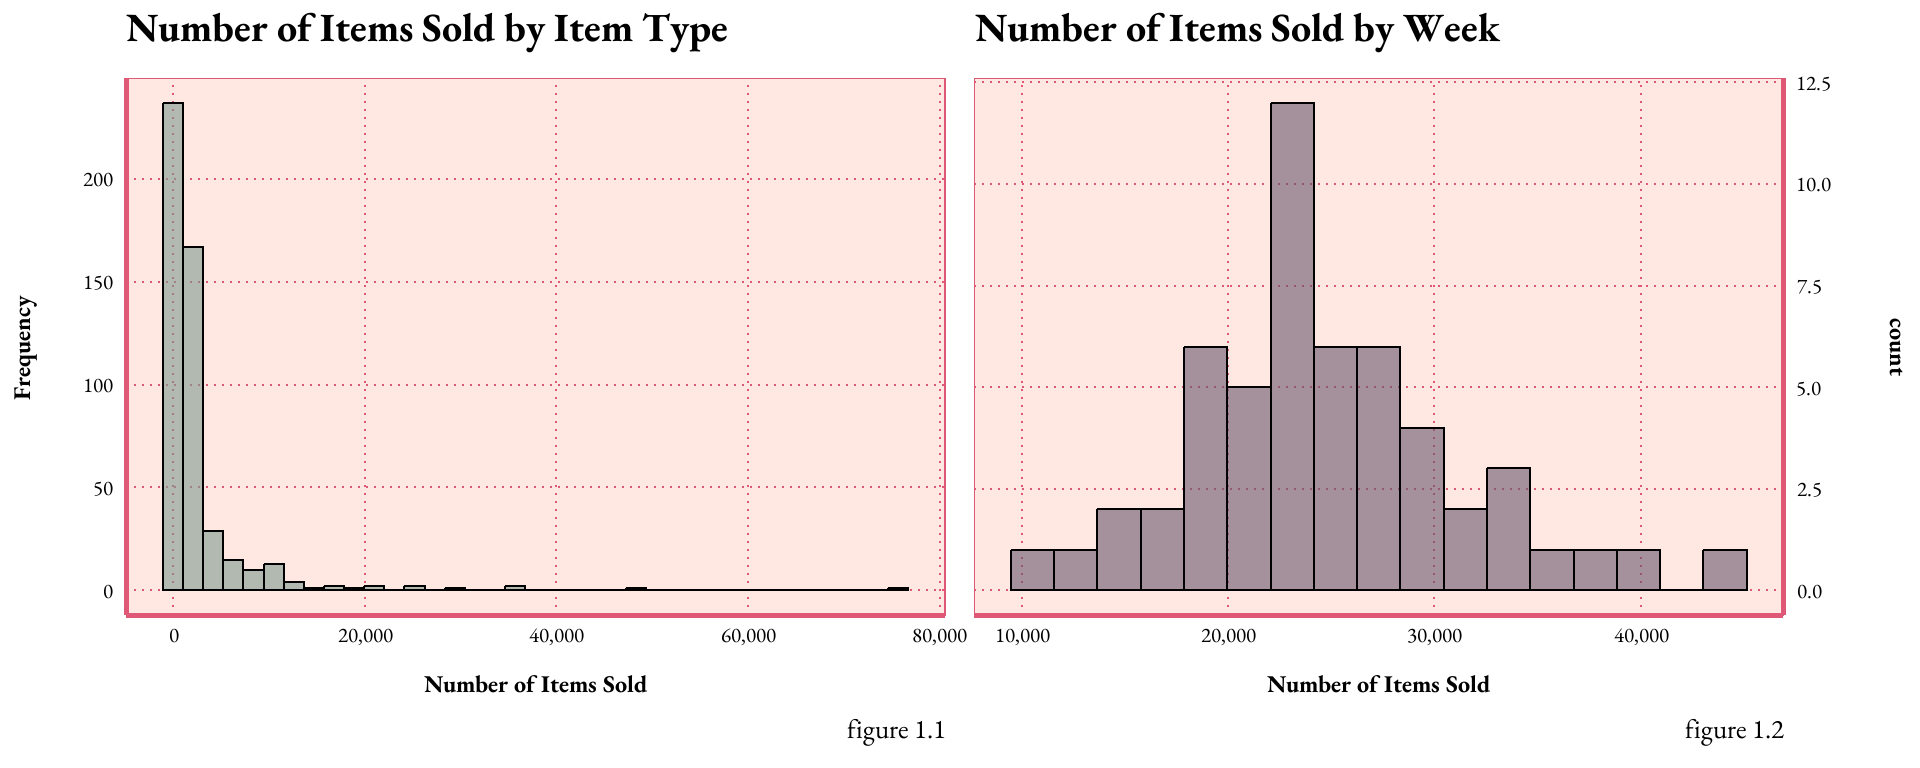 Number of Items Sold by Item Type
Frequency
200
150
100
50
0
0 20,000 40,000 60,000 80,000
Number of Items Sold
figure 1.1
Number of Items Sold by Week
12.5
10.0
7.5
5.0
2.5
0.0
count
10,000 20,000 30,000 40,000
Number of Items Sold
figure 1.2